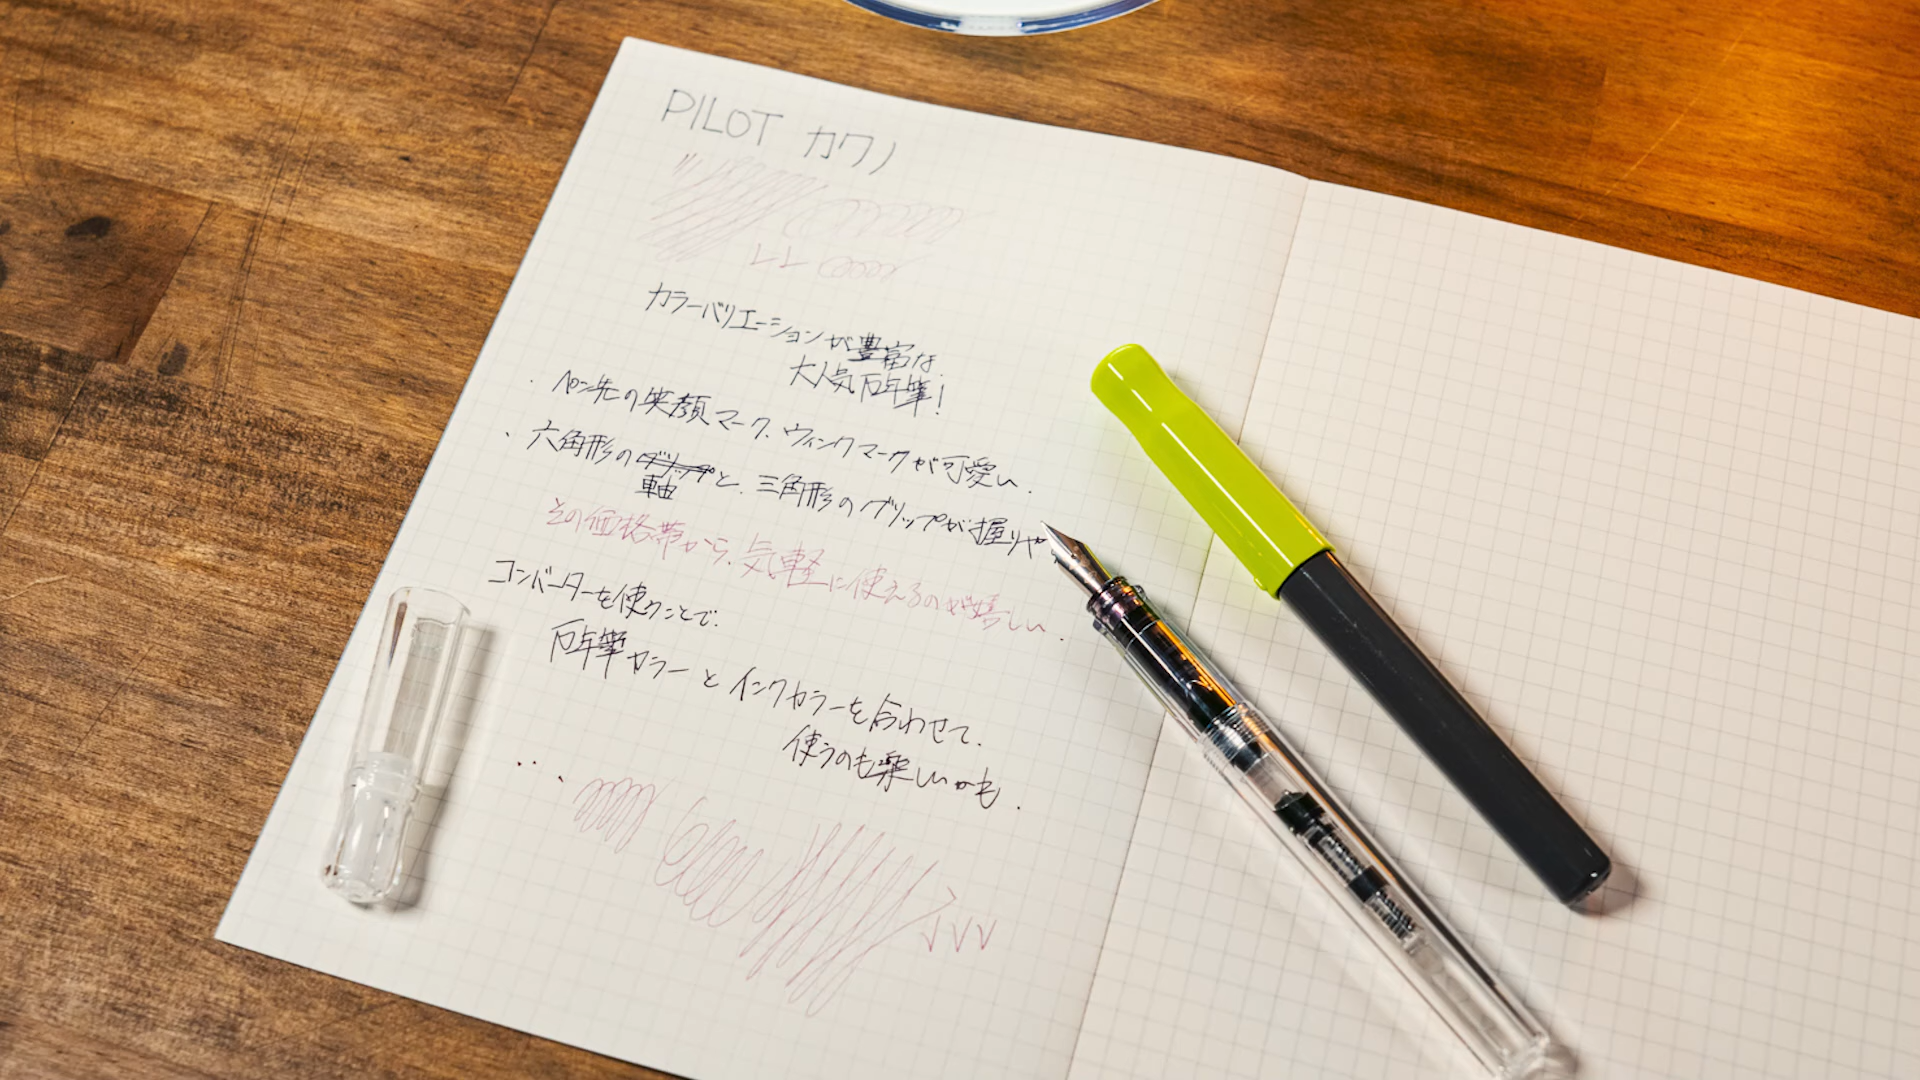 PILOT カクノ
カラーバリエーションが豊富な
大人気万年筆!
・ペン先の笑顔マーク、ウィンクマークが可愛い。
・六角形のグリップと、三角形のグリップが握りや
軸
その価格帯から、気軽に使えるのが嬉しい。
コンバーターを使うことで、
万年筆カラーとインクカラーを合わせて、
使うのも楽しいかも。